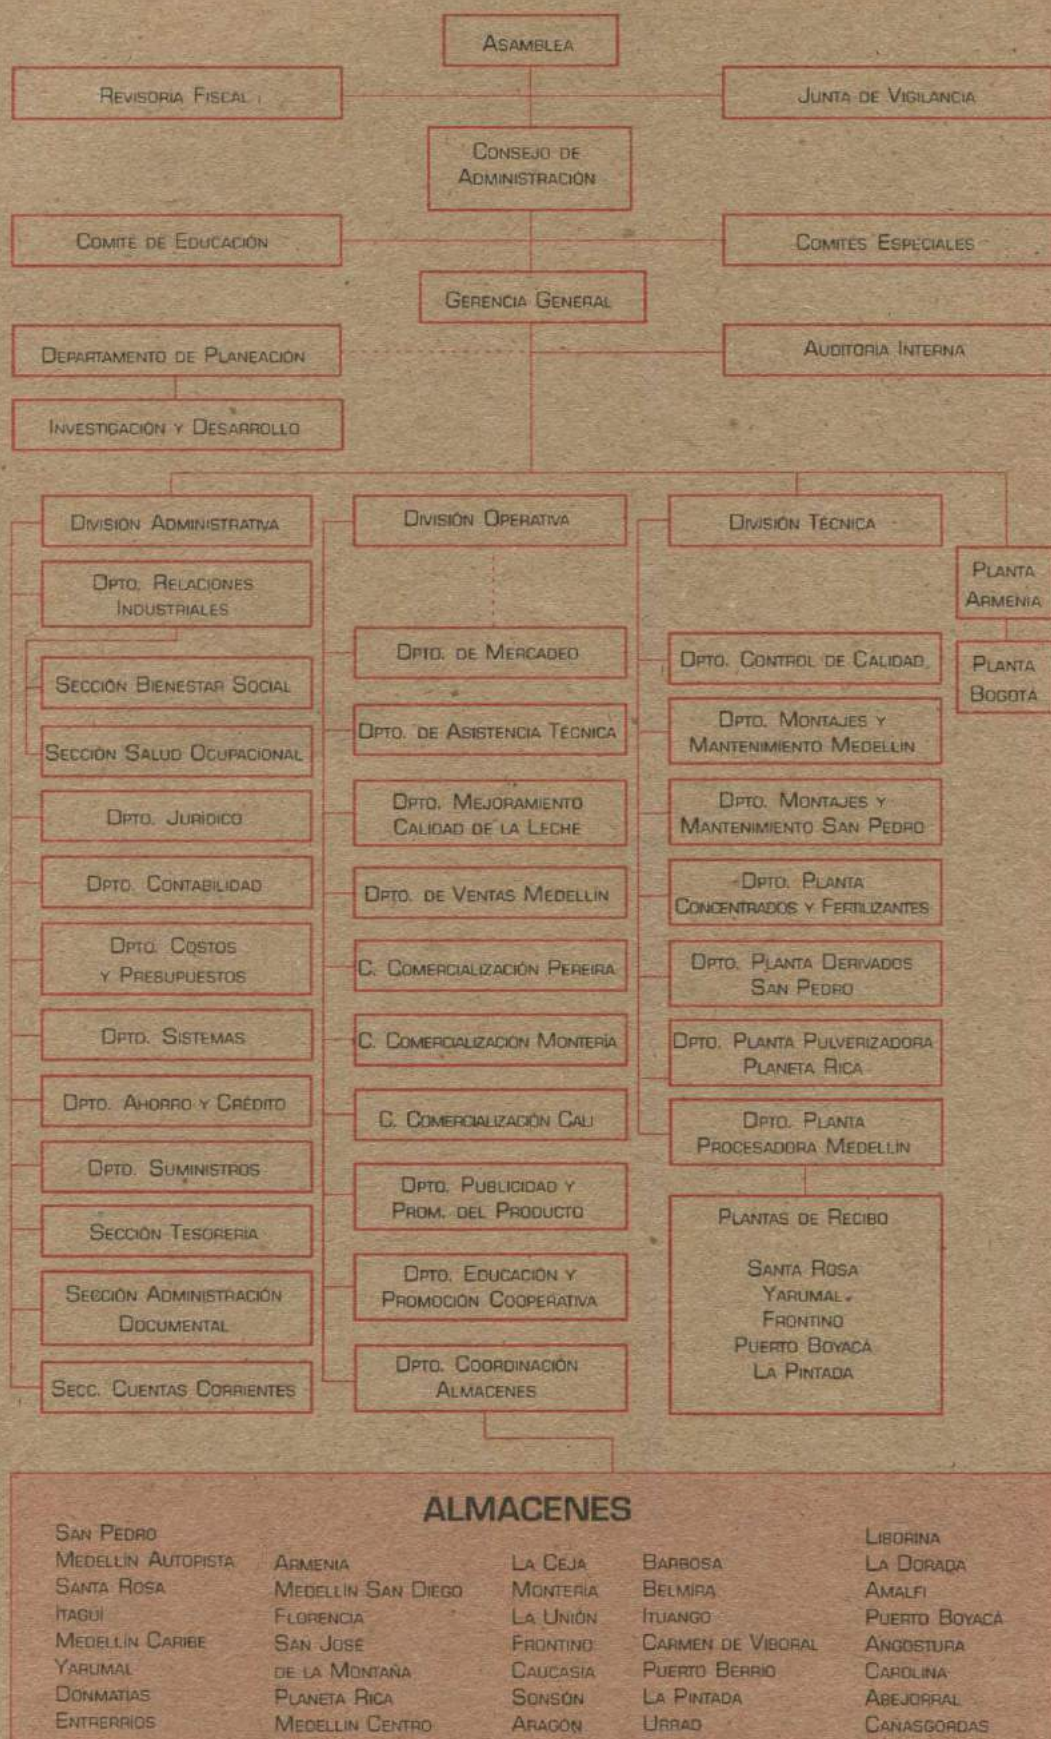 ASAMBLEA
REVISORÍA FISCAL
JUNTA DE VIGILANCIA
CONSEJO DE
ADMINISTRACIÓN
COMITÉ DE EDUCACIÓN
COMITÉS ESPECIALES
GERENCIA GENERAL
DEPARTAMENTO DE PLANEACIÓN
AUDITORÍA INTERNA
INVESTIGACIÓN Y DESARROLLO
DIVISIÓN ADMINISTRATIVA
DPTO. RELACIONES
INDUSTRIALES
SECCIÓN BIENESTAR SOCIAL
SECCIÓN SALUD OCUPACIONAL
DPTO. JURÍDICO
DPTO. CONTABILIDAD
DPTO. COSTOS
Y PRESUPUESTOS
DPTO. SISTEMAS
DPTO. AHORRO Y CRÉDITO
DPTO. SUMINISTROS
SECCIÓN TESORERÍA
SECCIÓN ADMINISTRACIÓN
DOCUMENTAL
SECC. CUENTAS CORRIENTES
DIVISIÓN OPERATIVA
DPTO. DE MERCADEO
DPTO. DE ASISTENCIA TÉCNICA
DPTO. MEJORAMIENTO
CALIDAD DE LA LECHE
DPTO. DE VENTAS MEDELLÍN
C. COMERCIALIZACIÓN PEREIRA
C. COMERCIALIZACIÓN MONTERÍA
C. COMERCIALIZACIÓN CALI
DPTO. PUBLICIDAD Y
PROM. DEL PRODUCTO
DPTO. EDUCACIÓN Y
PROMOCIÓN COOPERATIVA
DPTO. COORDINACIÓN
ALMACENES
DIVISIÓN TÉCNICA
DPTO. CONTROL DE CALIDAD
DPTO. MONTAJES Y
MANTENIMIENTO MEDELLÍN
DPTO. MONTAJES Y
MANTENIMIENTO SAN PEDRO
DPTO. PLANTA
CONCENTRADOS Y FERTILIZANTES
DPTO. PLANTA DERIVADOS
SAN PEDRO
DPTO. PLANTA PULVERIZADORA
PLANETA RICA
DPTO. PLANTA
PROCESADORA MEDELLÍN
PLANTAS DE RECIBO
SANTA ROSA
YARUMAL
FRONTINO
PUERTO BOYACÁ
LA PINTADA
PLANTA
ARMENIA
PLANTA
BOGOTÁ
ALMACENES
SAN PEDRO
MEDELLÍN AUTOPISTA
SANTA ROSA
ITAGUÍ
MEDELLÍN CARIBE
YARUMAL
DONMATÍAS
ENTRERRÍOS
ARMENIA
MEDELLÍN SAN DIEGO
FLORENCIA
SAN JOSÉ
DE LA MONTAÑA
PLANETA RICA
MEDELLÍN CENTRO
LA CEJA
MONTERÍA
LA UNIÓN
FRONTINO
CAUCASIA
SONSÓN
ARAGÓN
BARBOSA
BELMIRA
ITUANGO
CARMEN DE VIBORAL
PUERTO BERRÍO
LA PINTADA
URRAO
LIBORINA
LA DORADA
AMALFI
PUERTO BOYACÁ
ANGOSTURA
CAROLINA
ABEJORRAL
CAÑASGORDAS